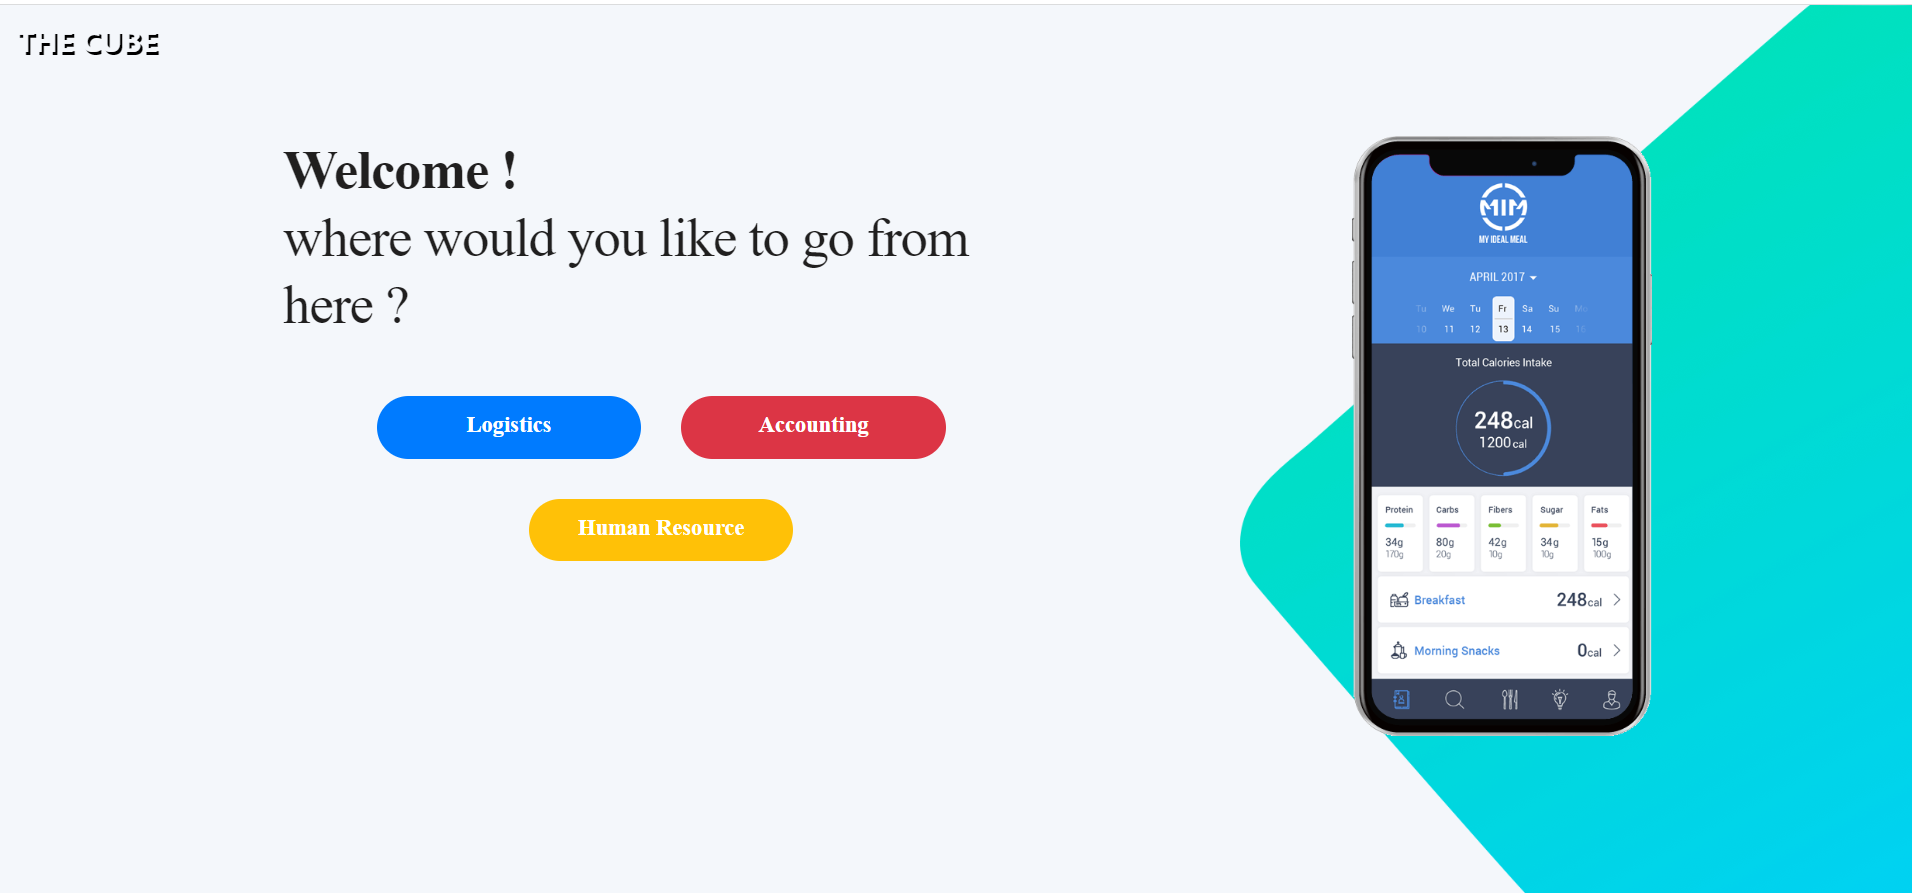 THE CUBE
Welcome !
where would you like to go from
here ?
Logistics
Accounting
Human Resource
MIM
MY IDEAL MEAL
APRIL 2017
Tu We Tu Fr Sa Su Mo
10 11 12 13 14 15 16
Total Calories Intake
248cal
1200 cal
Protein Carbs Fibers Sugar Fats
34g 80g 42g 34g 15g
170g 20g 10g 10g 100g
Breakfast 248cal
Morning Snacks 0cal